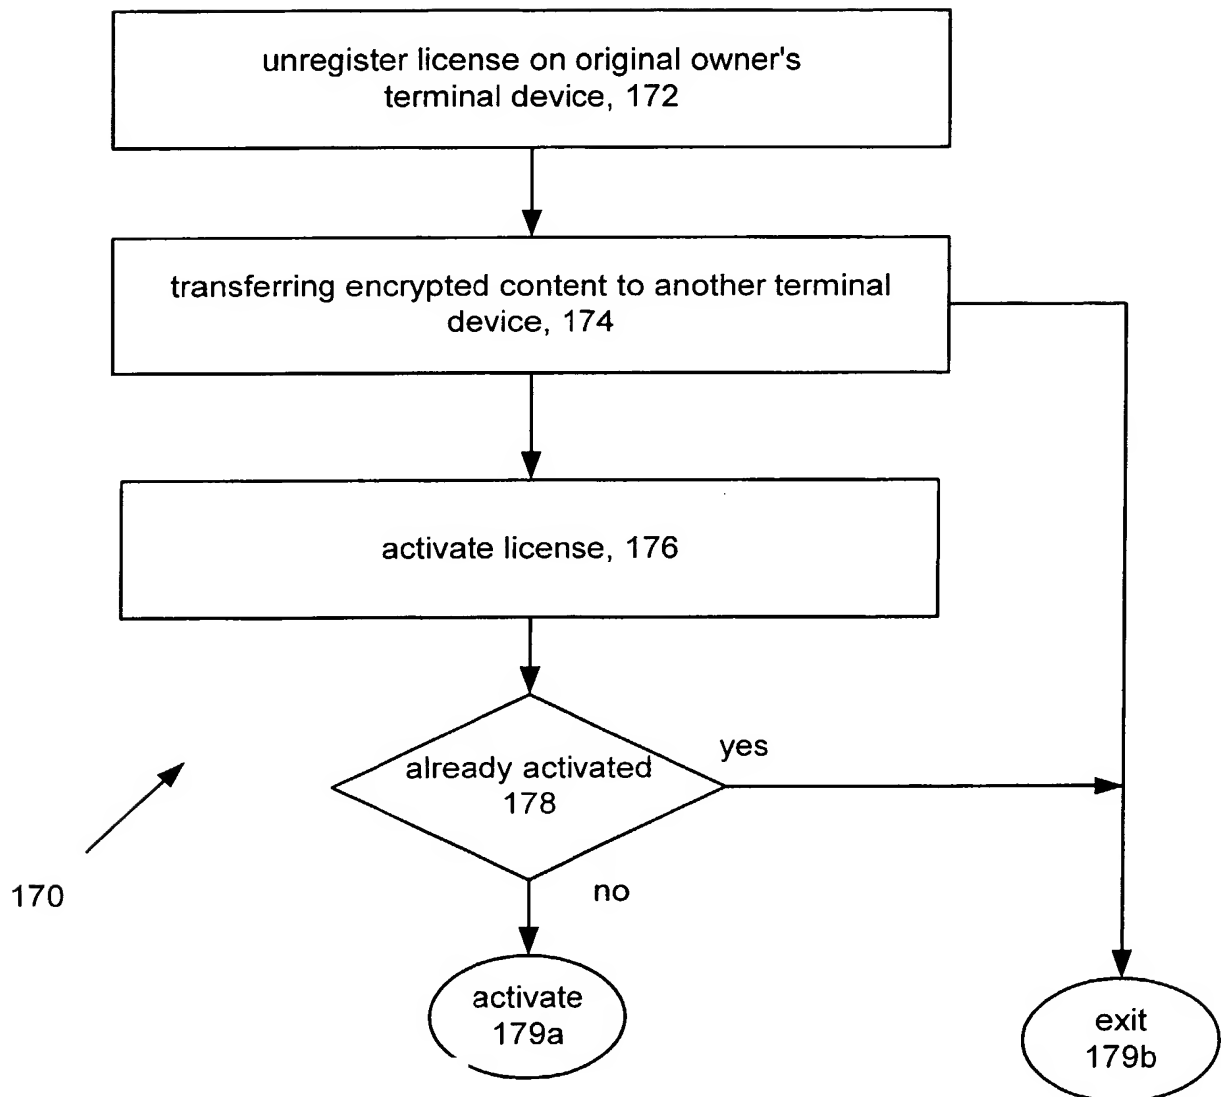 unregister license on original owner's
terminal device, 172
transferring encrypted content to another terminal
device, 174
activate license, 176
yes
already activated
178
170
no
activate
179a
exit
179b